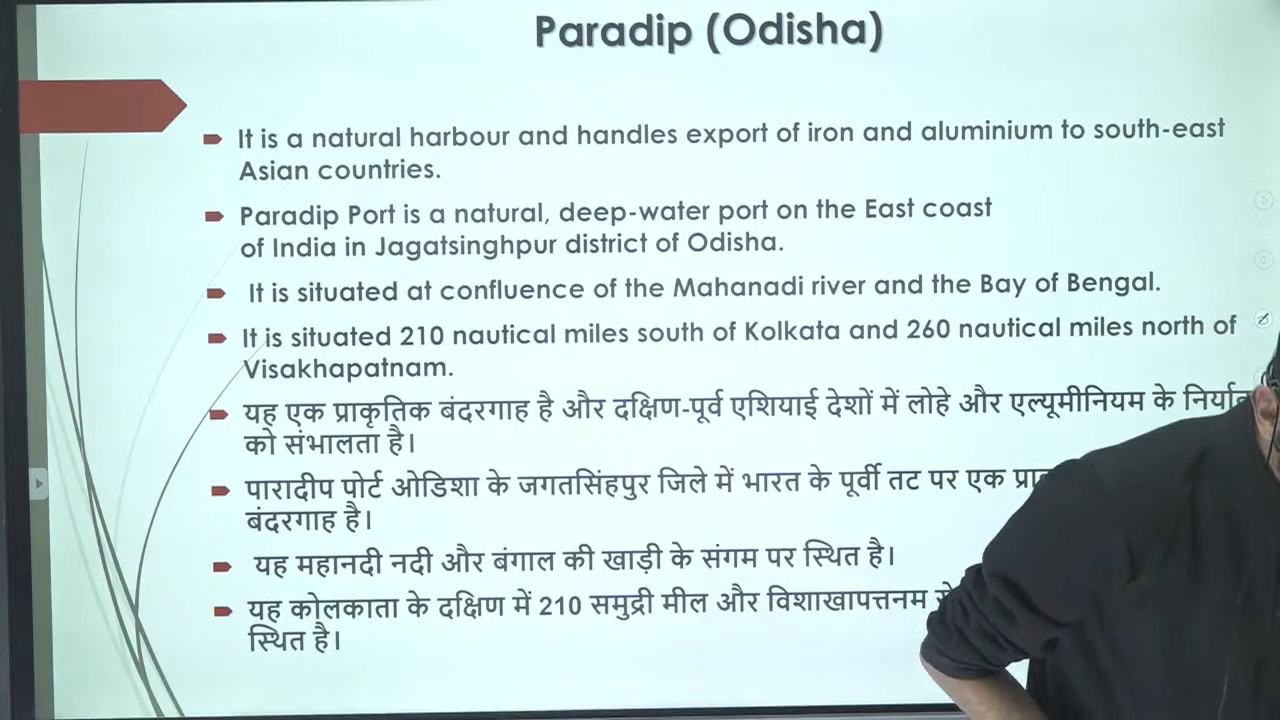 Paradip (Odisha)
It is a natural harbour and handles export of iron and aluminium to south-east
Asian countries.
Paradip Port is a natural, deep-water port on the East coast
of India in Jagatsinghpur district of Odisha.
It is situated at confluence of the Mahanadi river and the Bay of Bengal.
It is situated 210 nautical miles south of Kolkata and 260 nautical miles north of
Visakhapatnam.
यह एक प्राकृतिक बंदरगाह है और दक्षिण-पूर्व एशियाई देशों में लोहे और एल्यूमीनियम के
को संभालता है।
पारादीप पोर्ट ओडिशा के जगतसिंहपुर जिले में भारत के पूर्वी तट पर एक
बंदरगाह है।
यह महानदी नदी और बंगाल की खाड़ी के संगम पर स्थित है।
यह कोलकाता के दक्षिण में 210 समुद्री मील और विशाखापत्तनम
स्थित है।